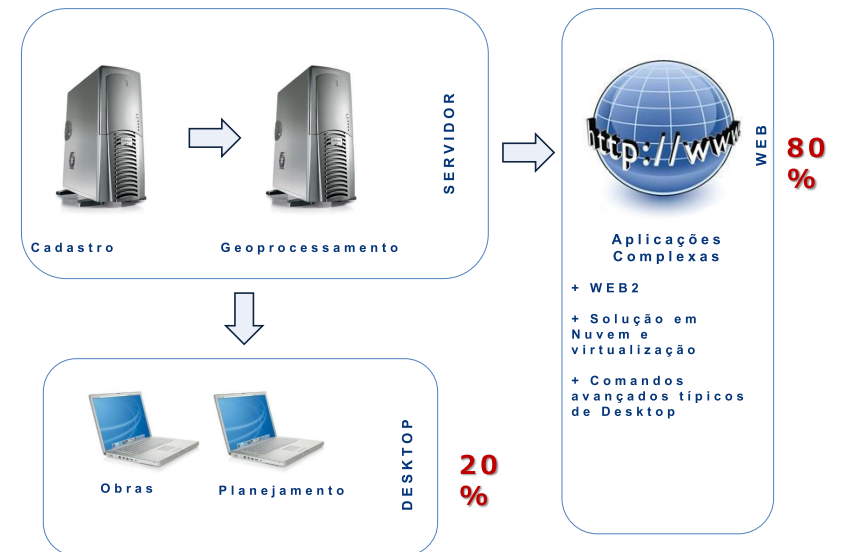 SERVIDOR
Cadastro
Geoprocessamento
http://www
WEB
80
%
Aplicações
Complexas
+ WEB2
+ Solução em
Nuvem e
virtualização
+ Comandos
avançados típicos
de Desktop
Obras
Planejamento
DESKTOP
20
%